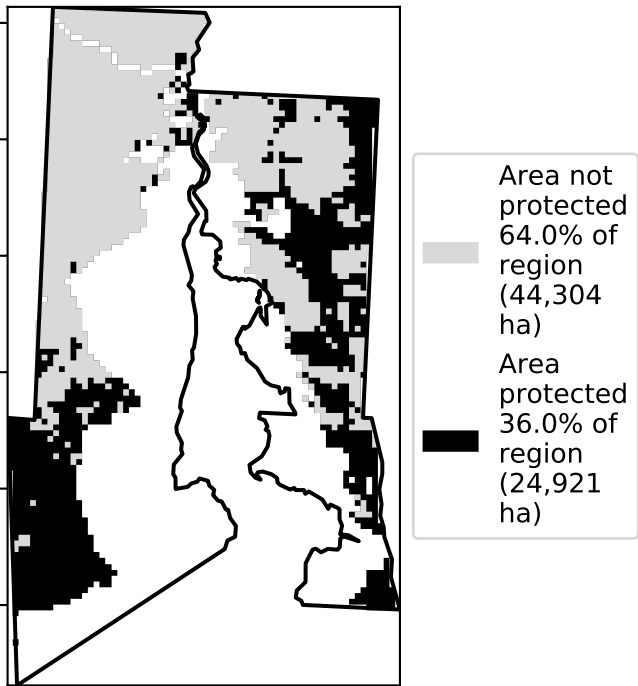 Area not
protected
64.0% of
region
(44,304
ha)
Area
protected
36.0% of
region
(24,921
ha)